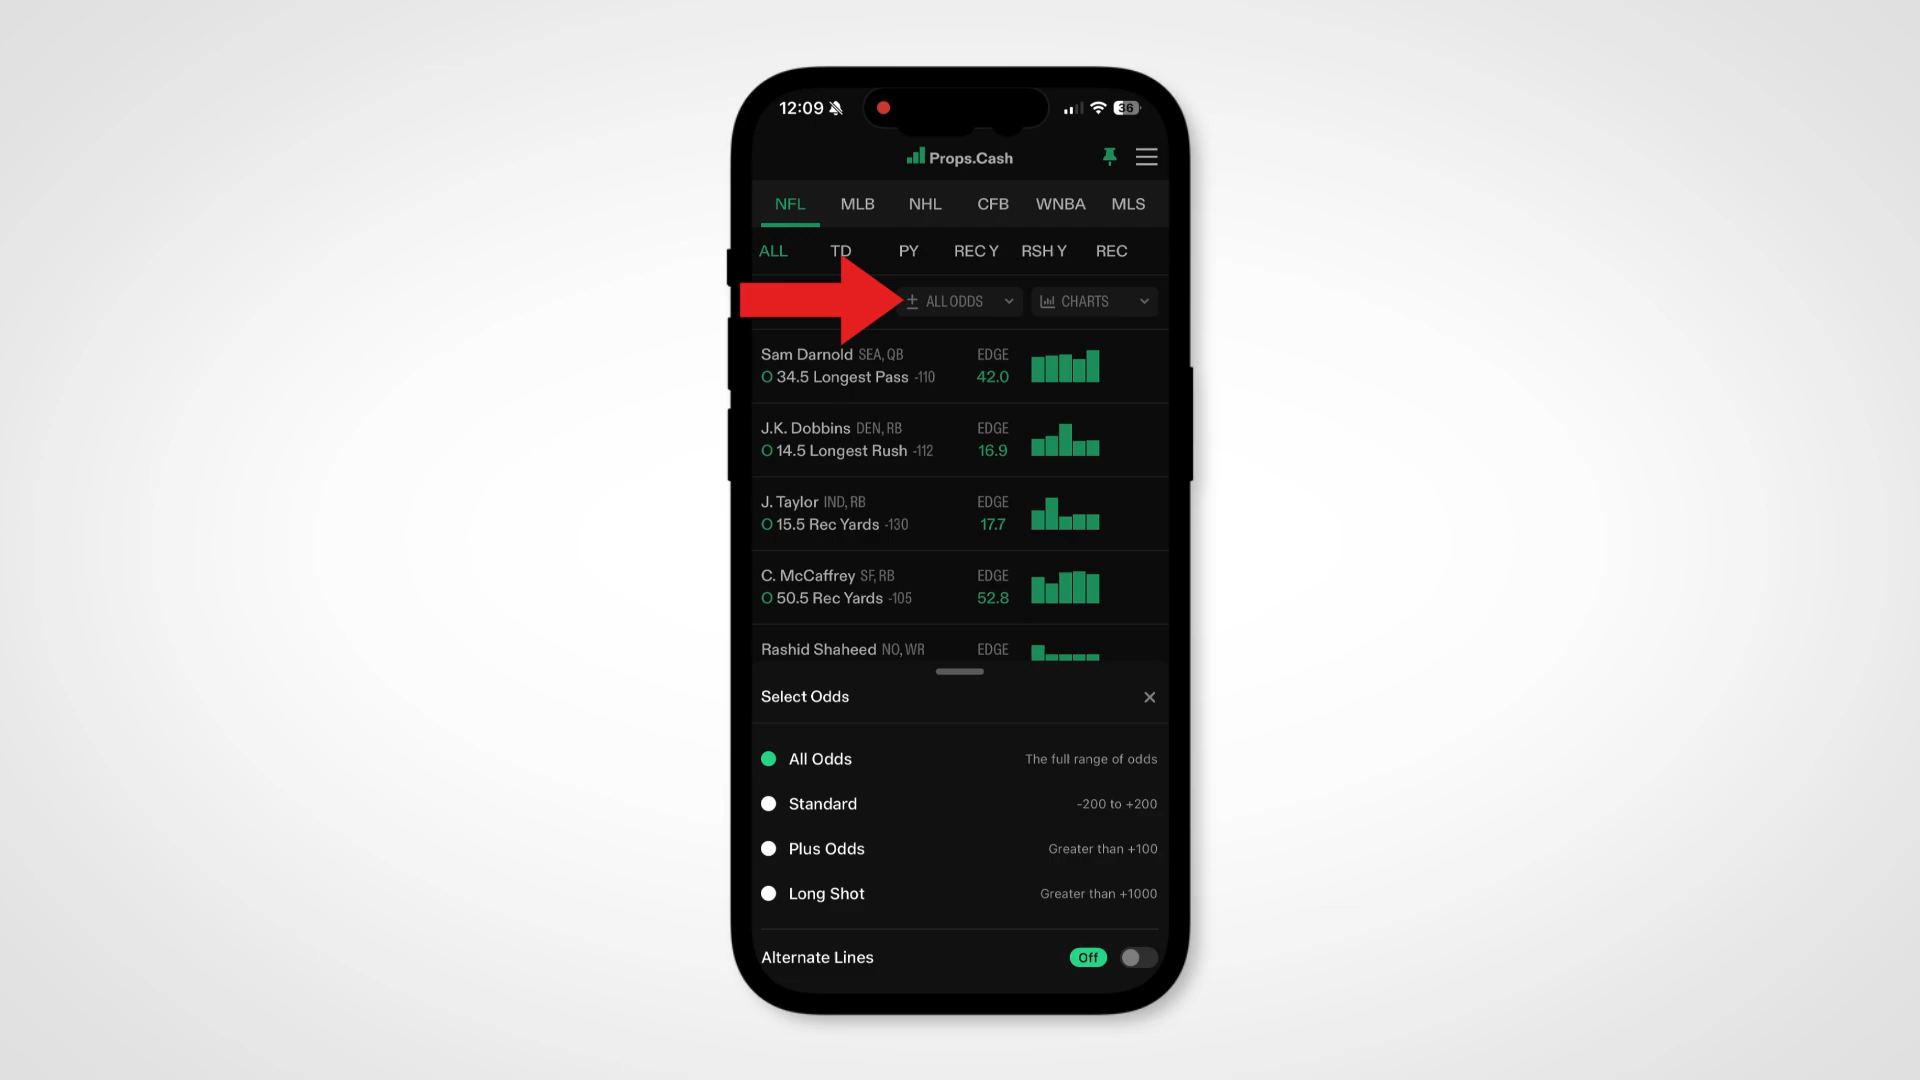 12:09
36
Props.Cash
NFL MLB NHL CFB WNBA MLS
ALL TD PY REC Y RSH Y REC
± ALL ODDS CHARTS
Sam Darnold SEA, QB EDGE
O 34.5 Longest Pass -110 42.0
J.K. Dobbins DEN, RB EDGE
O 14.5 Longest Rush -112 16.9
J. Taylor IND, RB EDGE
O 15.5 Rec Yards -130 17.7
C. McCaffrey SF, RB EDGE
O 50.5 Rec Yards -105 52.8
Rashid Shaheed NO, WR EDGE
Select Odds
All Odds The full range of odds
Standard -200 to +200
Plus Odds Greater than +100
Long Shot Greater than +1000
Alternate Lines Off